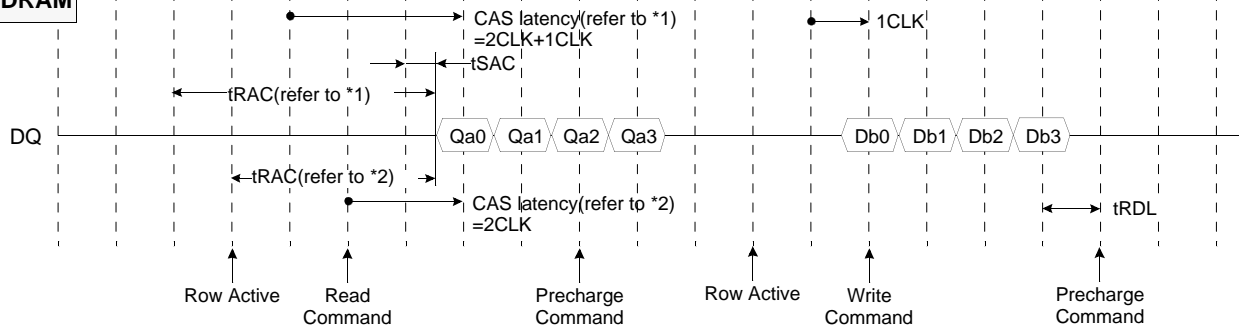 DRAM
CAS latency(refer to *1)
=2CLK+1CLK
1CLK
tSAC
tRAC(refer to *1)
DQ
Qa0 Qa1 Qa2 Qa3 Db0 Db1 Db2 Db3
tRAC(refer to *2)
CAS latency(refer to *2)
=2CLK
tRDL
Row Active
Read
Command
Precharge
Command
Row Active
Write
Command
Precharge
Command